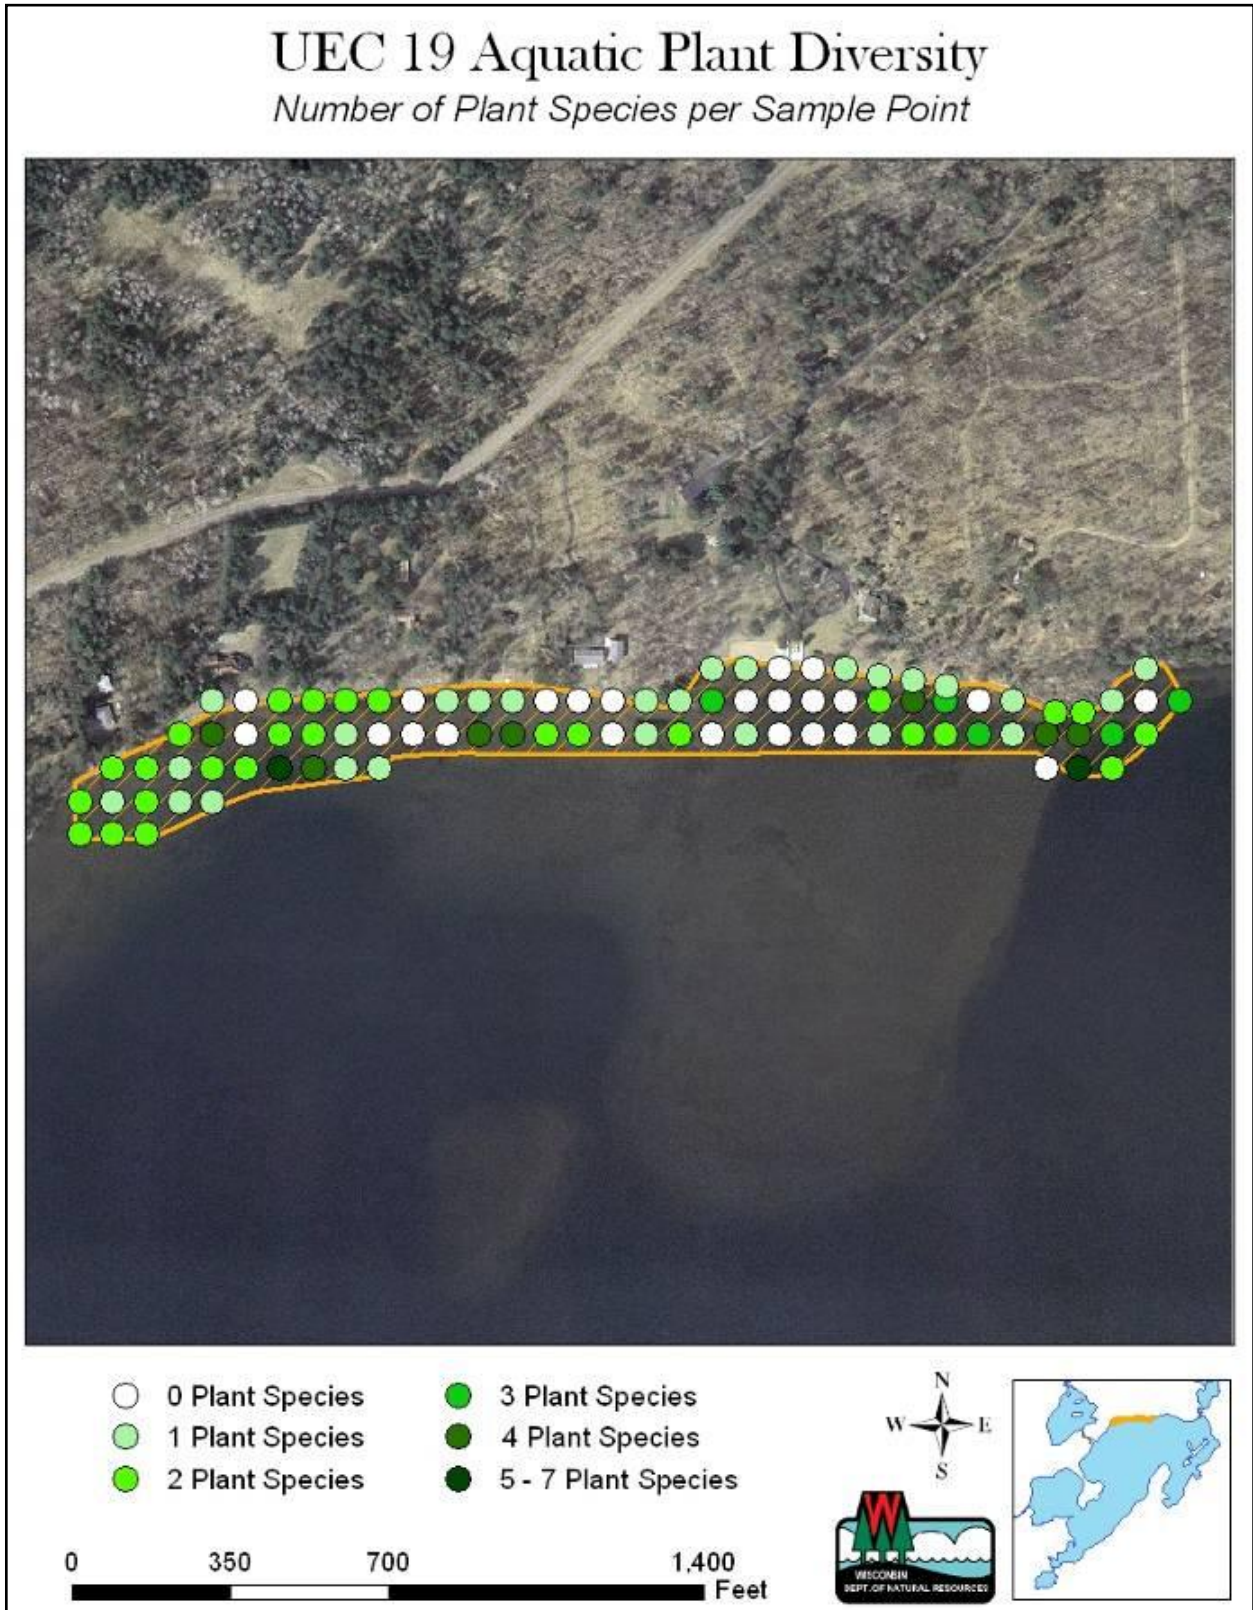 UEC 19 Aquatic Plant Diversity
Number of Plant Species per Sample Point
0 Plant Species
1 Plant Species
2 Plant Species
3 Plant Species
4 Plant Species
5 - 7 Plant Species
N
W E
S
0 350 700 1,400
Feet
W
WISCONSIN
DEPT. OF NATURAL RESOURCES